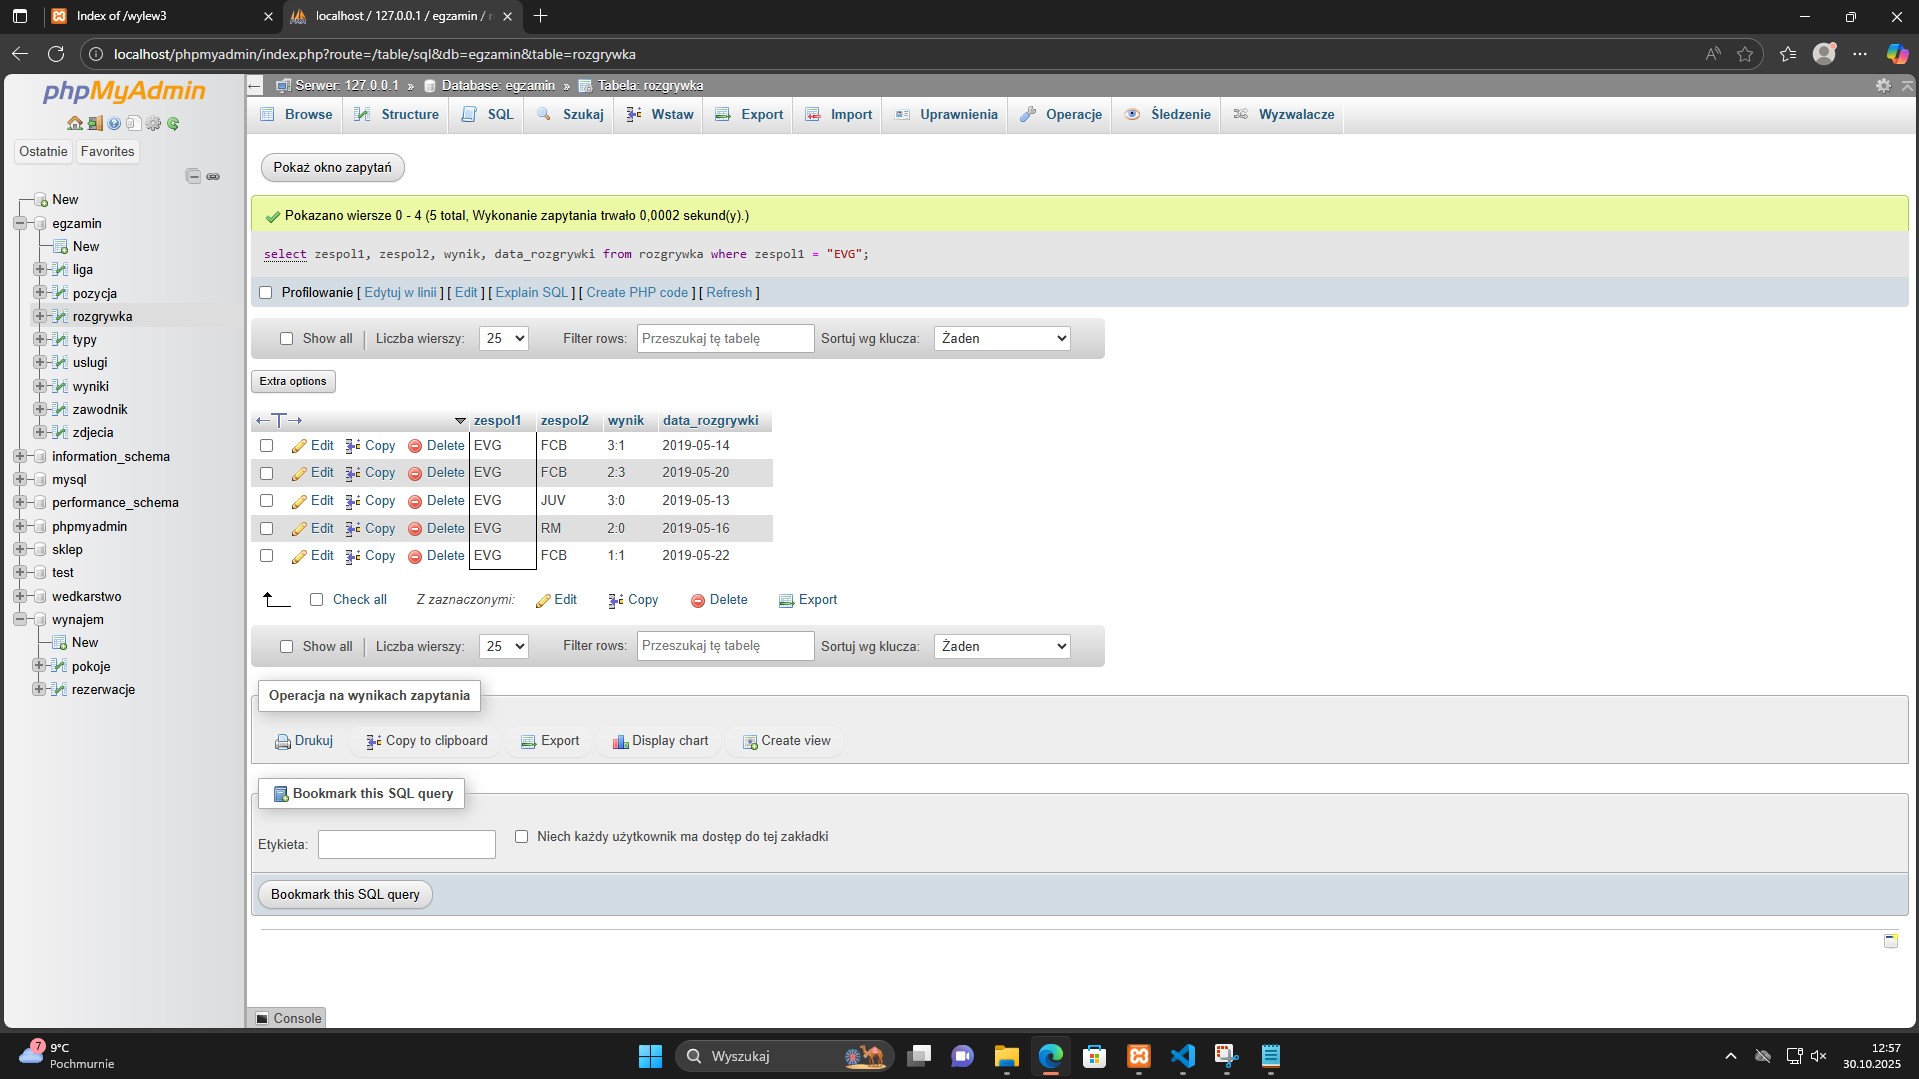 Index of /wylew3
localhost / 127.0.0.1 / egzamin / r
localhost/phpmyadmin/index.php?route=/table/sql&db=egzamin&table=rozgrywka
phpMyAdmin
Ostatnie Favorites
New
egzamin
New
liga
pozycja
rozgrywka
typy
uslugi
wyniki
zawodnik
zdjecia
information_schema
mysql
performance_schema
phpmyadmin
sklep
test
wedkarstwo
wynajem
New
pokoje
rezerwacje
Serwer: 127.0.0.1 » Database: egzamin » Tabela: rozgrywka
Browse Structure SQL Szukaj Wstaw Export Import Uprawnienia Operacje Śledzenie Wyzwalacze
Pokaż okno zapytań
Pokazano wiersze 0 - 4 (5 total, Wykonanie zapytania trwało 0,0002 sekund(y).)
select zespol1, zespol2, wynik, data_rozgrywki from rozgrywka where zespol1 = "EVG";
Profilowanie [ Edytuj w linii ] [ Edit ] [ Explain SQL ] [ Create PHP code ] [ Refresh ]
Show all Liczba wierszy: 25 Filter rows: Przeszukaj tę tabelę Sortuj wg klucza: Żaden
Extra options
←T→ zespol1 zespol2 wynik data_rozgrywki
Edit Copy Delete EVG FCB 3:1 2019-05-14
Edit Copy Delete EVG FCB 2:3 2019-05-20
Edit Copy Delete EVG JUV 3:0 2019-05-13
Edit Copy Delete EVG RM 2:0 2019-05-16
Edit Copy Delete EVG FCB 1:1 2019-05-22
Check all Z zaznaczonymi: Edit Copy Delete Export
Show all Liczba wierszy: 25 Filter rows: Przeszukaj tę tabelę Sortuj wg klucza: Żaden
Operacja na wynikach zapytania
Drukuj Copy to clipboard Export Display chart Create view
Bookmark this SQL query
Etykieta: Niech każdy użytkownik ma dostęp do tej zakładki
Bookmark this SQL query
Console
7
9°C
Pochmurnie
Wyszukaj
12:57
30.10.2025